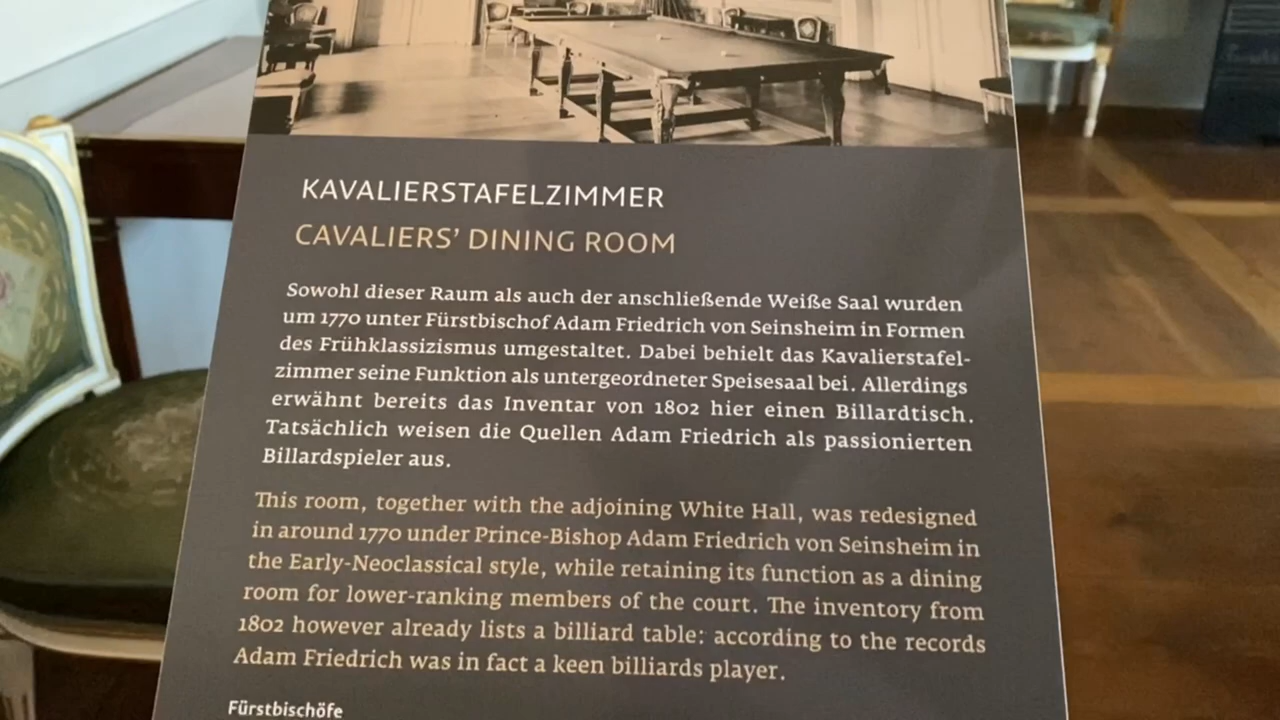 KAVALIERSTAFELZIMMER
CAVALIERS’ DINING ROOM
Sowohl dieser Raum als auch der anschließende Weiße Saal wurden
um 1770 unter Fürstbischof Adam Friedrich von Seinsheim in Formen
des Frühklassizismus umgestaltet. Dabei behielt das Kavalierstafel-
zimmer seine Funktion als untergeordneter Speisesaal bei. Allerdings
erwähnt bereits das Inventar von 1802 hier einen Billardtisch.
Tatsächlich weisen die Quellen Adam Friedrich als passionierten
Billardspieler aus.
This room, together with the adjoining White Hall, was redesigned
in around 1770 under Prince-Bishop Adam Friedrich von Seinsheim in
the Early-Neoclassical style, while retaining its function as a dining
room for lower-ranking members of the court. The inventory from
1802 however already lists a billiard table: according to the records
Adam Friedrich was in fact a keen billiards player.
Fürstbischöfe